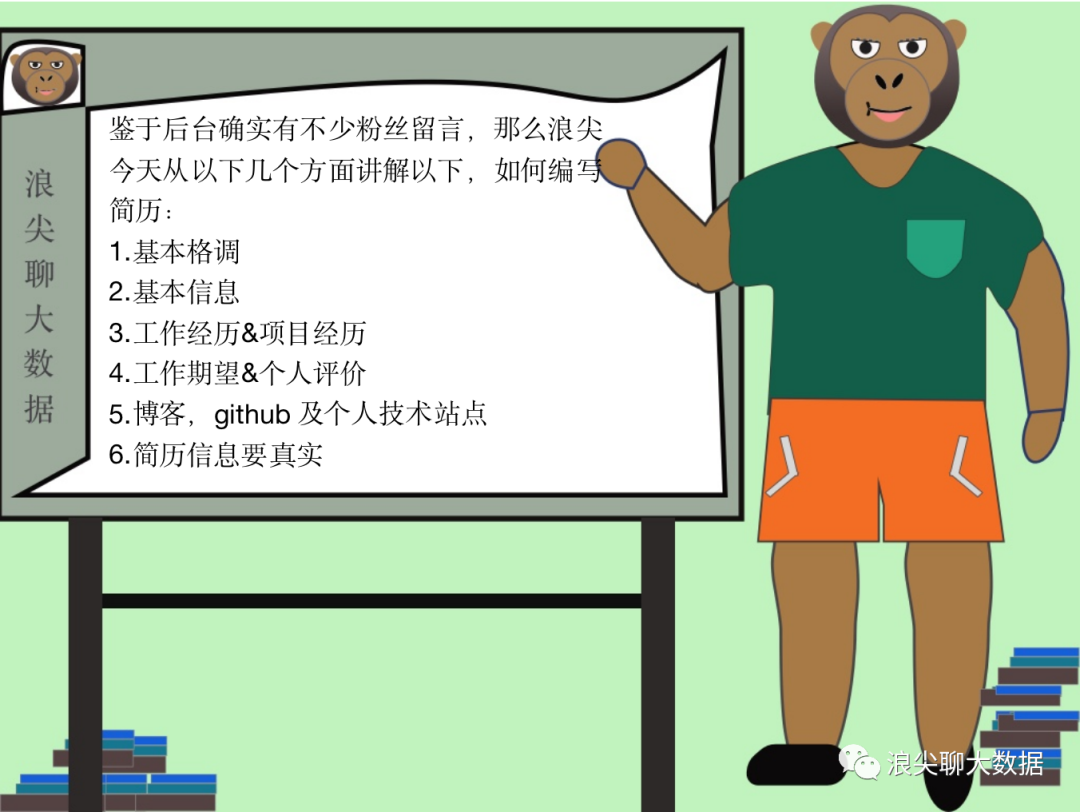 浪尖聊大数据
鉴于后台确实有不少粉丝留言，那么浪尖
今天从以下几个方面讲解以下，如何编写
简历：
1.基本格调
2.基本信息
3.工作经历&项目经历
4.工作期望&个人评价
5.博客，github 及个人技术站点
6.简历信息要真实
浪尖聊大数据